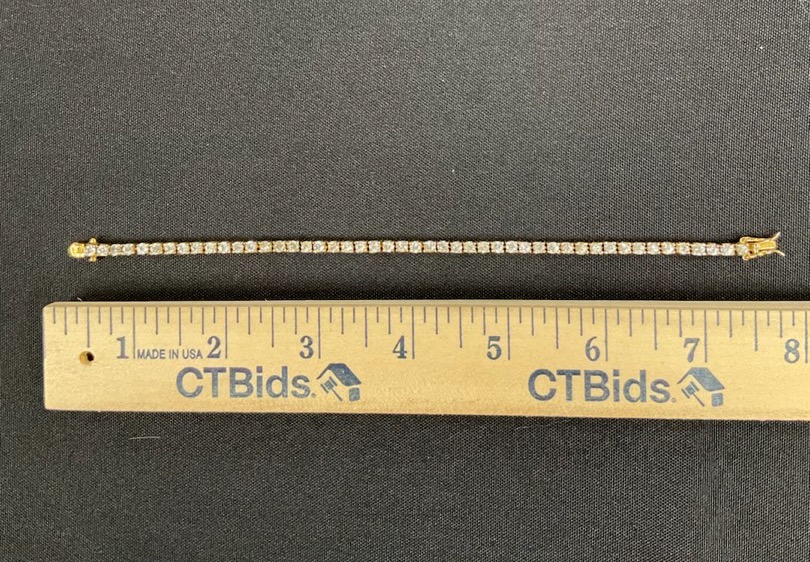 1 MADE IN USA 2 3 4 5 6 7 8
CTBids. CTBids.